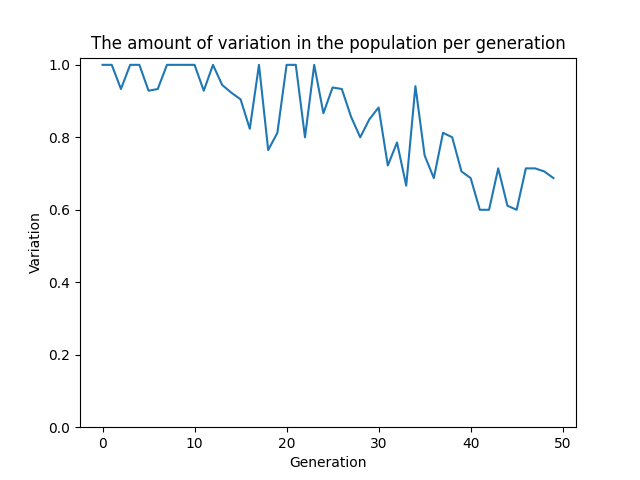 The amount of variation in the population per generation
1.0
0.8
0.6
0.4
0.2
0.0
Variation
0 10 20 30 40 50
Generation